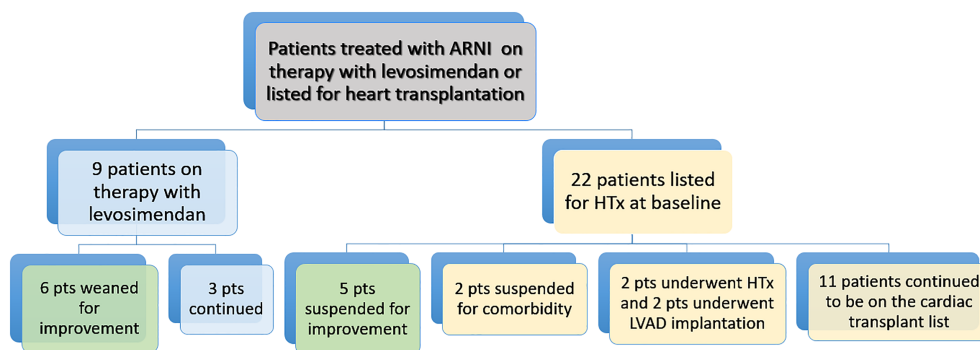 Patients treated with ARNI on
therapy with levosimendan or
listed for heart transplantation
9 patients on
therapy with
levosimendan
22 patients listed
for HTx at baseline
6 pts weaned
for
improvement
3 pts
continued
5 pts
suspended for
improvement
2 pts suspended
for comorbidity
2 pts underwent HTx
and 2 pts underwent
LVAD implantation
11 patients continued
to be on the cardiac
transplant list